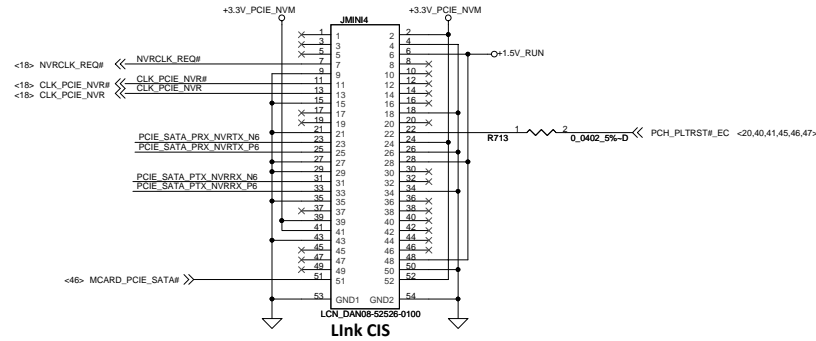 +3.3V_PCIE_NVM +3.3V_PCIE_NVM
JMINI4
1 1 2 2
3 3 4 4
5 5 6 6 +1.5V_RUN
<18> NVRCLK_REQ# NVRCLK_REQ# 7 7 8 8
9 9 10 10
<18> CLK_PCIE_NVR# CLK_PCIE_NVR# 11 11 12 12
<18> CLK_PCIE_NVR CLK_PCIE_NVR 13 13 14 14
15 15 16 16
17 17 18 18
19 19 20 20
21 21 22 22 R713 1 2 0_0402_5%~D PCH_PLTRST#_EC <20,40,41,45,46,47>
PCIE_SATA_PRX_NVRTX_N6 23 23 24 24
PCIE_SATA_PRX_NVRTX_P6 25 25 26 26
27 27 28 28
29 29 30 30
PCIE_SATA_PTX_NVRRX_N6 31 31 32 32
PCIE_SATA_PTX_NVRRX_P6 33 33 34 34
35 35 36 36
37 37 38 38
39 39 40 40
41 41 42 42
43 43 44 44
45 45 46 46
47 47 48 48
49 49 50 50
<46> MCARD_PCIE_SATA# 51 51 52 52
53 GND1 GND2 54
LCN_DAN08-52526-0100
LInk CIS